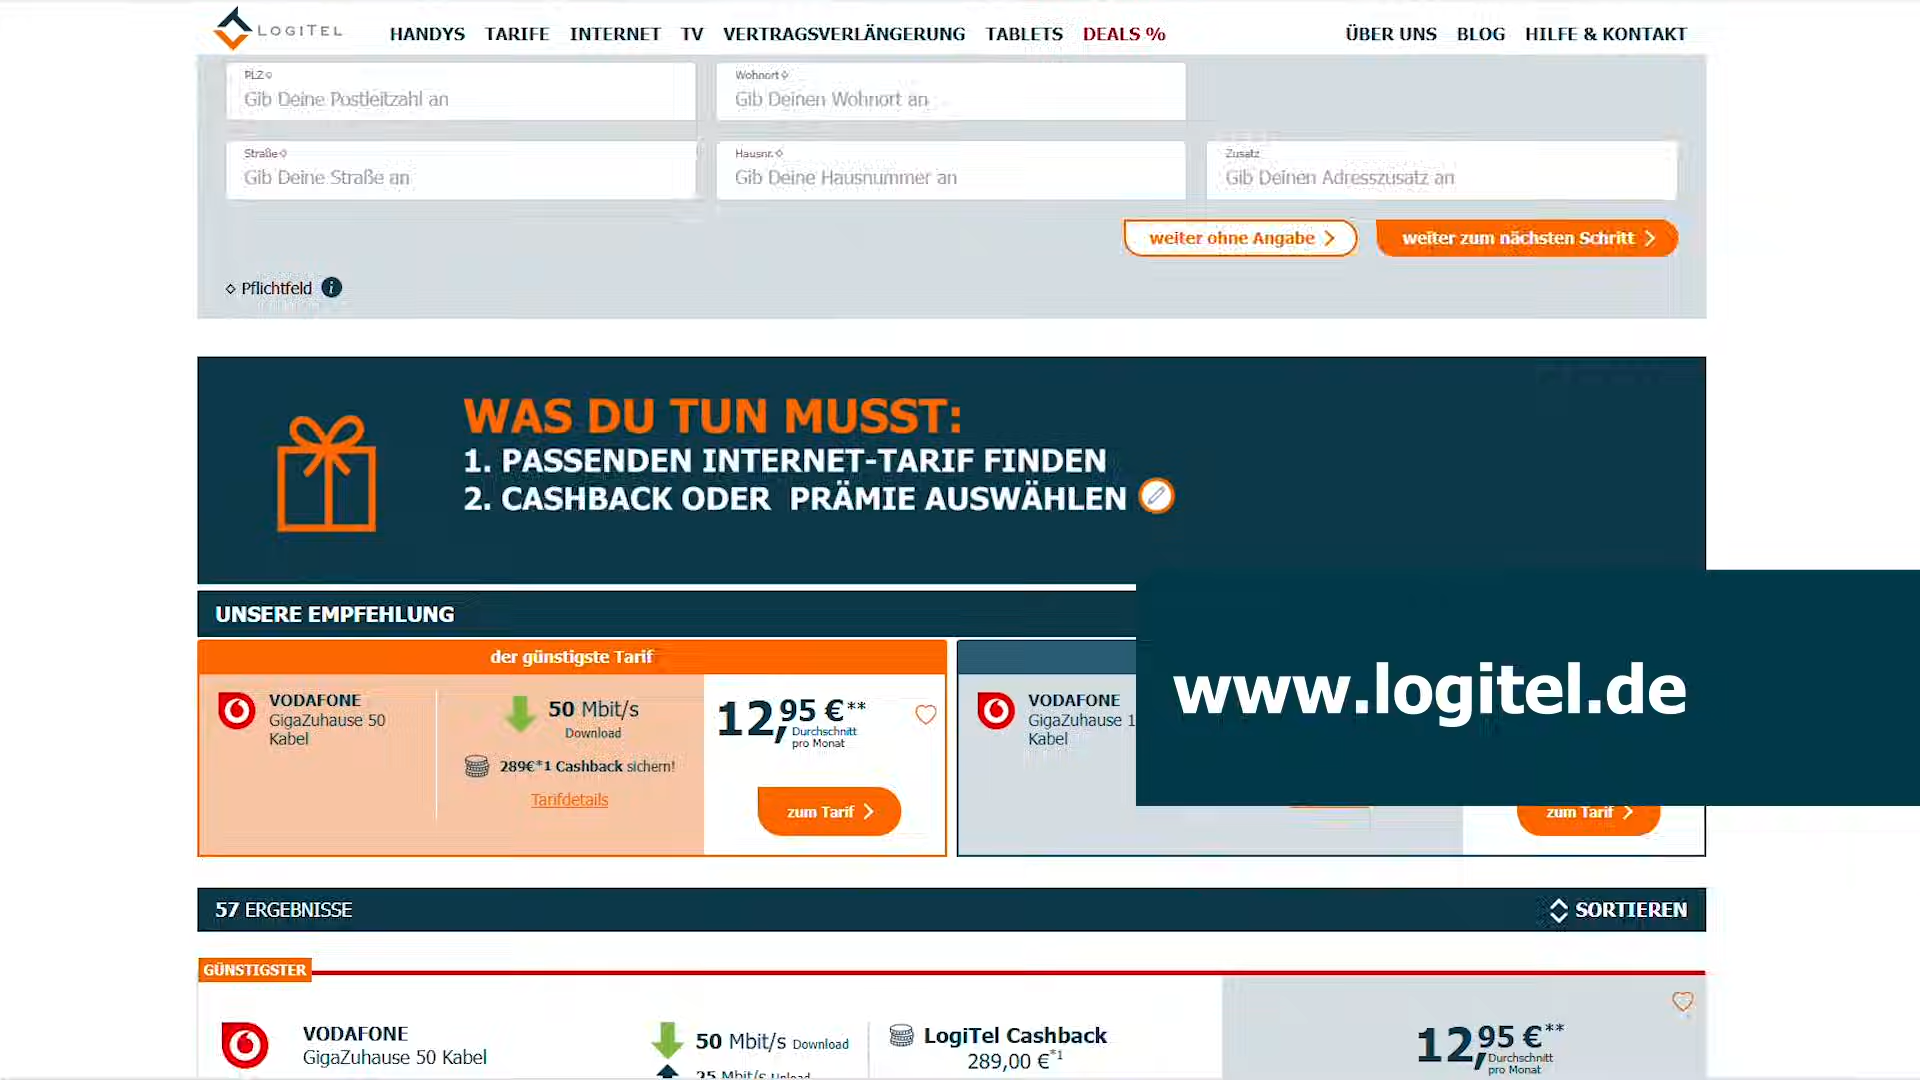 LOGITEL
HANDYS TARIFE INTERNET TV VERTRAGSVERLÄNGERUNG TABLETS DEALS % ÜBER UNS BLOG HILFE & KONTAKT
PLZ◇ Wohnort◇
Gib Deine Postleitzahl an Gib Deinen Wohnort an
Straße◇ Hausnr.◇ Zusatz
Gib Deine Straße an Gib Deine Hausnummer an Gib Deinen Adresszusatz an
weiter ohne Angabe weiter zum nächsten Schritt
◇ Pflichtfeld i
WAS DU TUN MUSST:
1. PASSENDEN INTERNET-TARIF FINDEN
2. CASHBACK ODER PRÄMIE AUSWÄHLEN
UNSERE EMPFEHLUNG
der günstigste Tarif
VODAFONE
GigaZuhause 50
Kabel
50 Mbit/s
Download
289€*1 Cashback sichern!
Tarifdetails
12,95 €**
Durchschnitt
pro Monat
zum Tarif
VODAFONE
GigaZuhause 1
Kabel
www.logitel.de
zum Tarif
57 ERGEBNISSE SORTIEREN
GÜNSTIGSTER
VODAFONE
GigaZuhause 50 Kabel
50 Mbit/s Download
25 Mbit/s Upload
LogiTel Cashback
289,00 €*1
12,95 €**
Durchschnitt
pro Monat